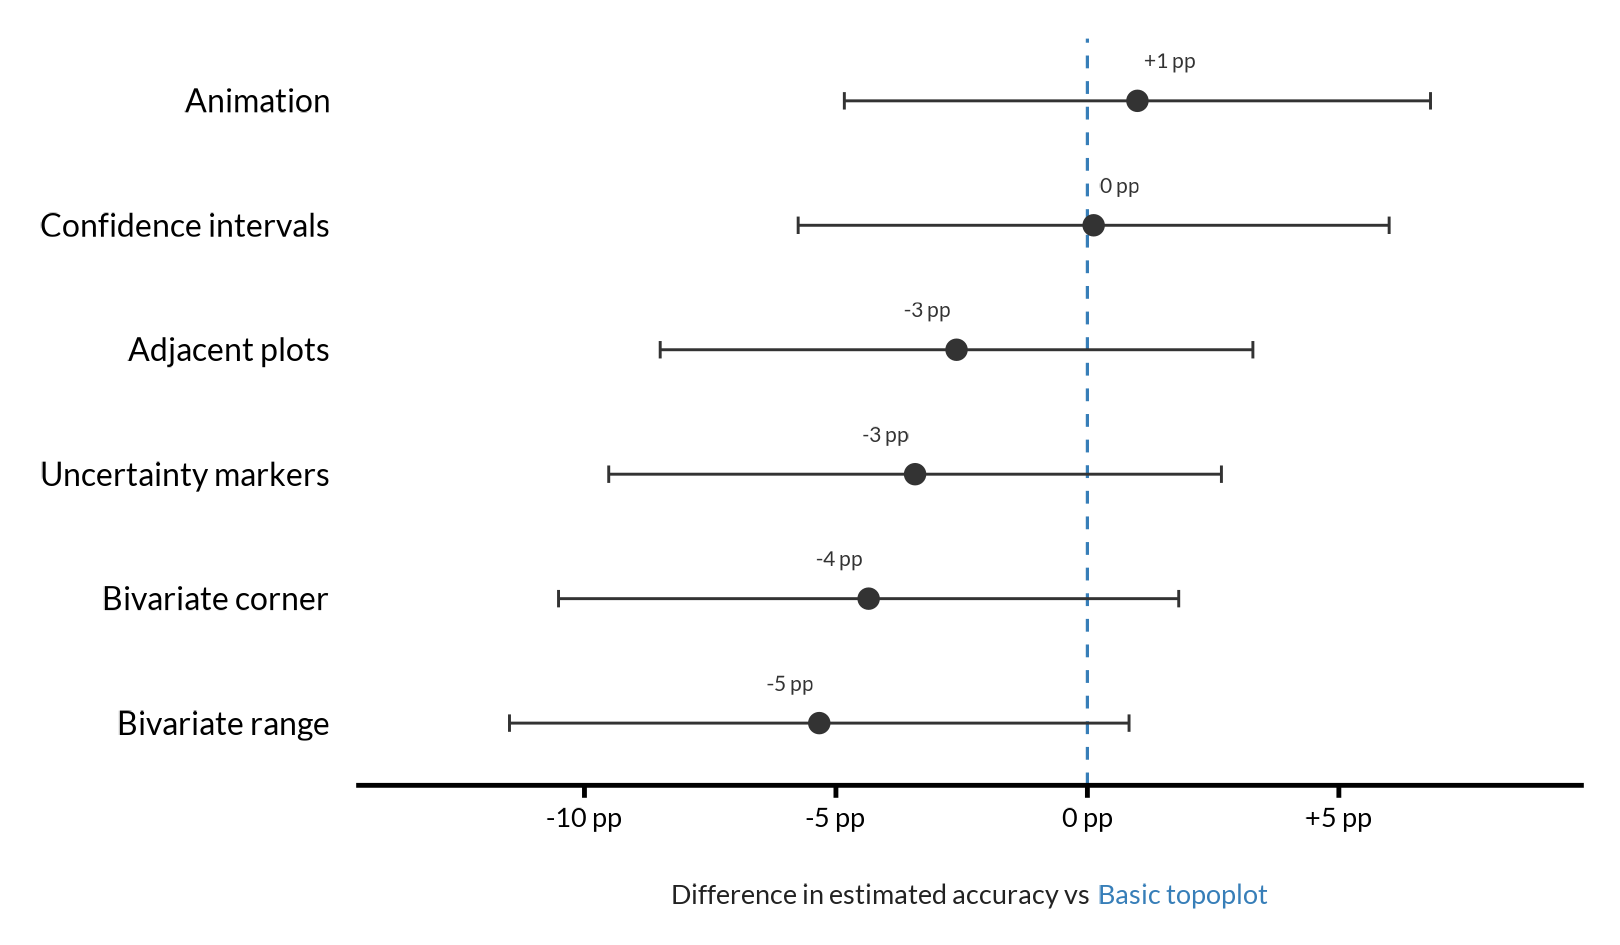 +1 pp
Animation
0 pp
Confidence intervals
-3 pp
Adjacent plots
-3 pp
Uncertainty markers
-4 pp
Bivariate corner
-5 pp
Bivariate range
-10 pp -5 pp 0 pp +5 pp
Difference in estimated accuracy vs Basic topoplot